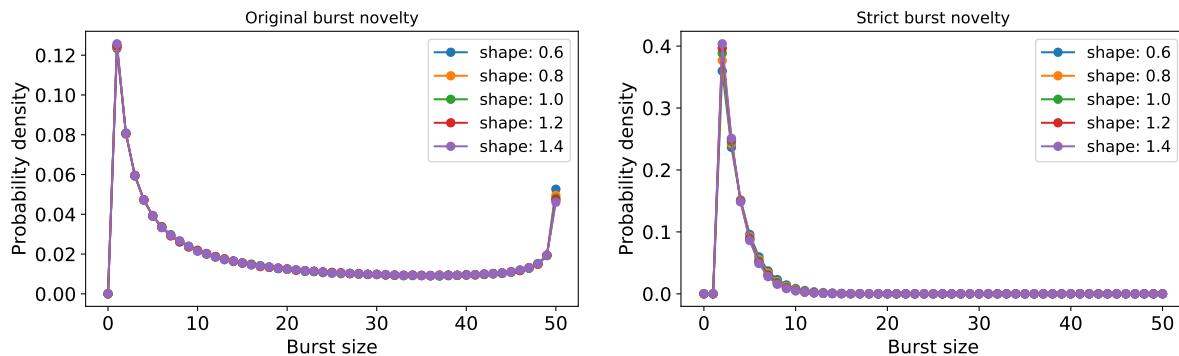 Original burst novelty
Probability density
0.12
0.10
0.08
0.06
0.04
0.02
0.00
0
10
20
30
40
50
Burst size
shape: 0.6
shape: 0.8
shape: 1.0
shape: 1.2
shape: 1.4
Strict burst novelty
Probability density
0.4
0.3
0.2
0.1
0.0
0
10
20
30
40
50
Burst size
shape: 0.6
shape: 0.8
shape: 1.0
shape: 1.2
shape: 1.4